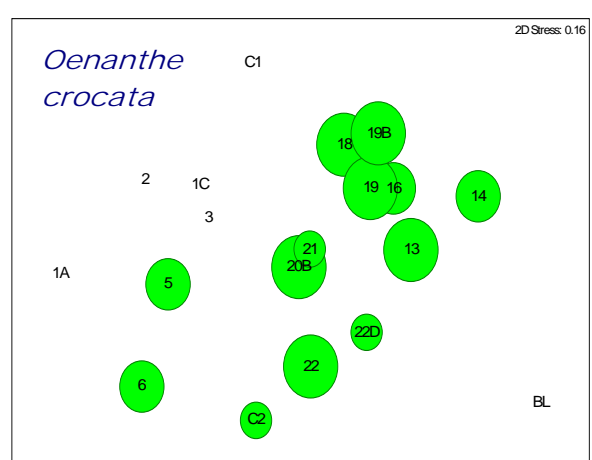 2D Stress: 0.16
Oenanthe
crocata
C1
19B
18
2
1C
19
16
14
3
21
13
20B
1A
5
22D
22
6
BL
C2